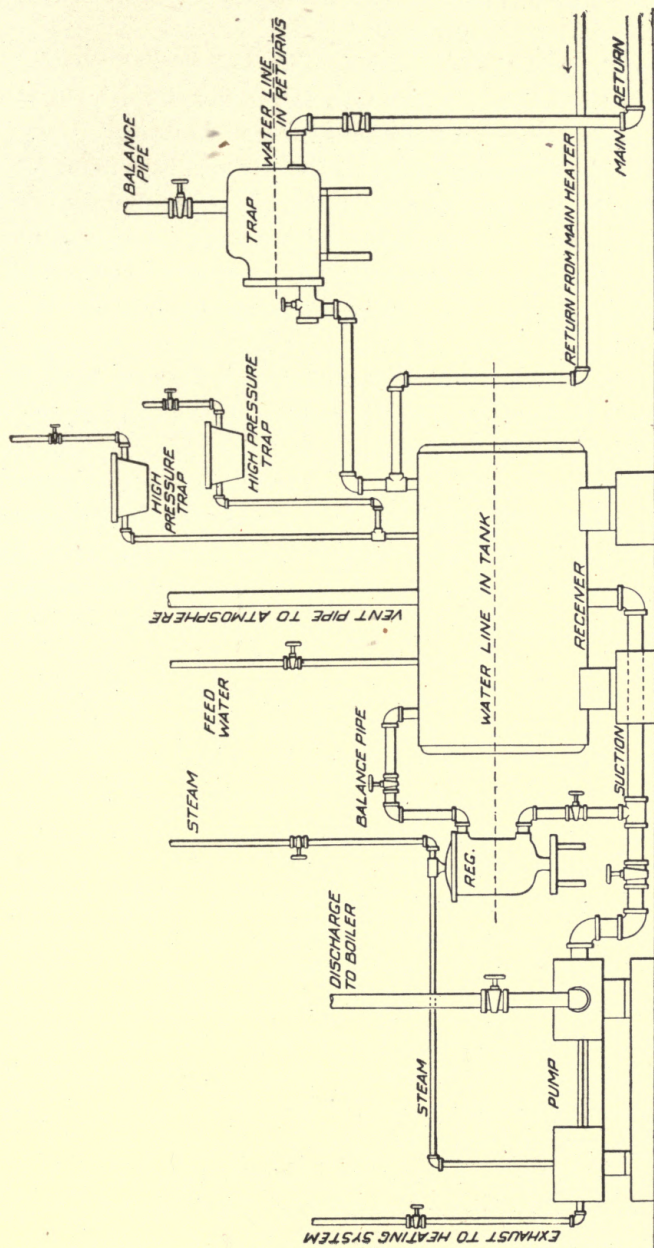 BALANCE
PIPE
WATER LINE
IN RETURNS
TRAP
MAIN RETURN
RETURN FROM MAIN HEATER
HIGH
PRESSURE
TRAP
HIGH PRESSURE
TRAP
VENT PIPE TO ATMOSPHERE
FEED
WATER
WATER LINE IN TANK
RECEIVER
BALANCE PIPE
SUCTION
STEAM
REG.
DISCHARGE
TO BOILER
STEAM
PUMP
EXHAUST TO HEATING SYSTEM